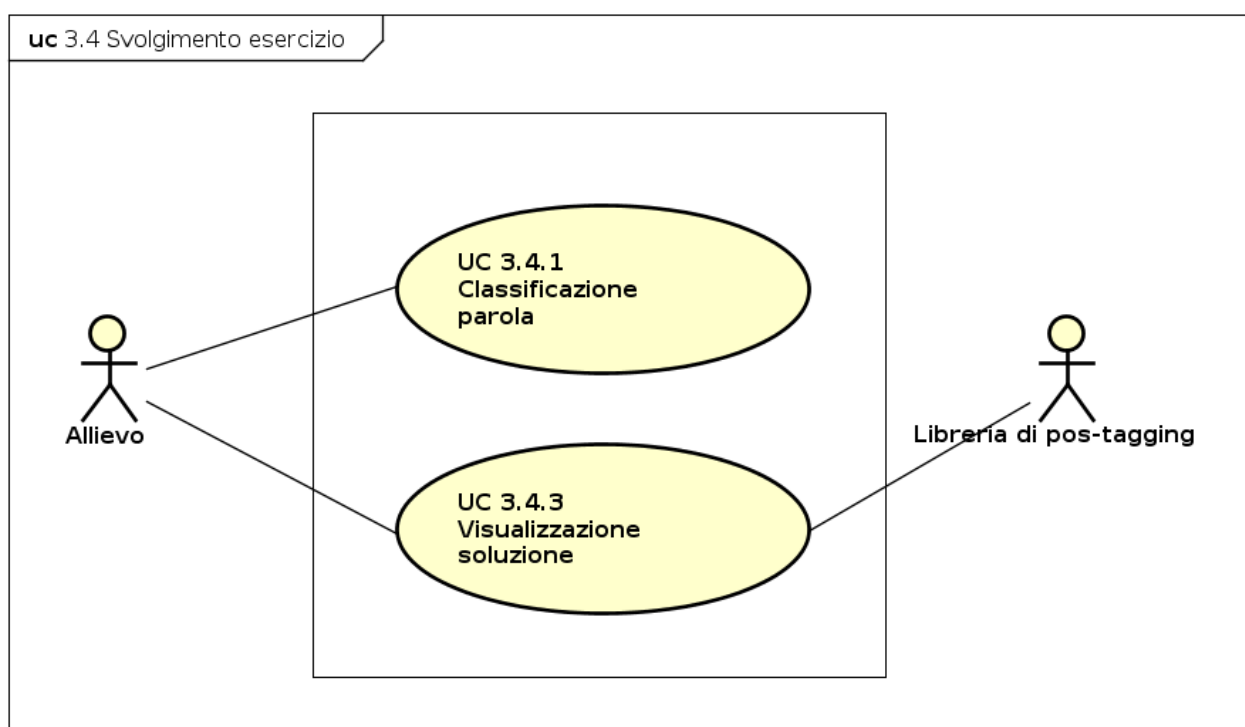 uc 3.4 Svolgimento esercizio
UC 3.4.1
Classificazione
parola
Allievo
Libreria di pos-tagging
UC 3.4.3
Visualizzazione
soluzione